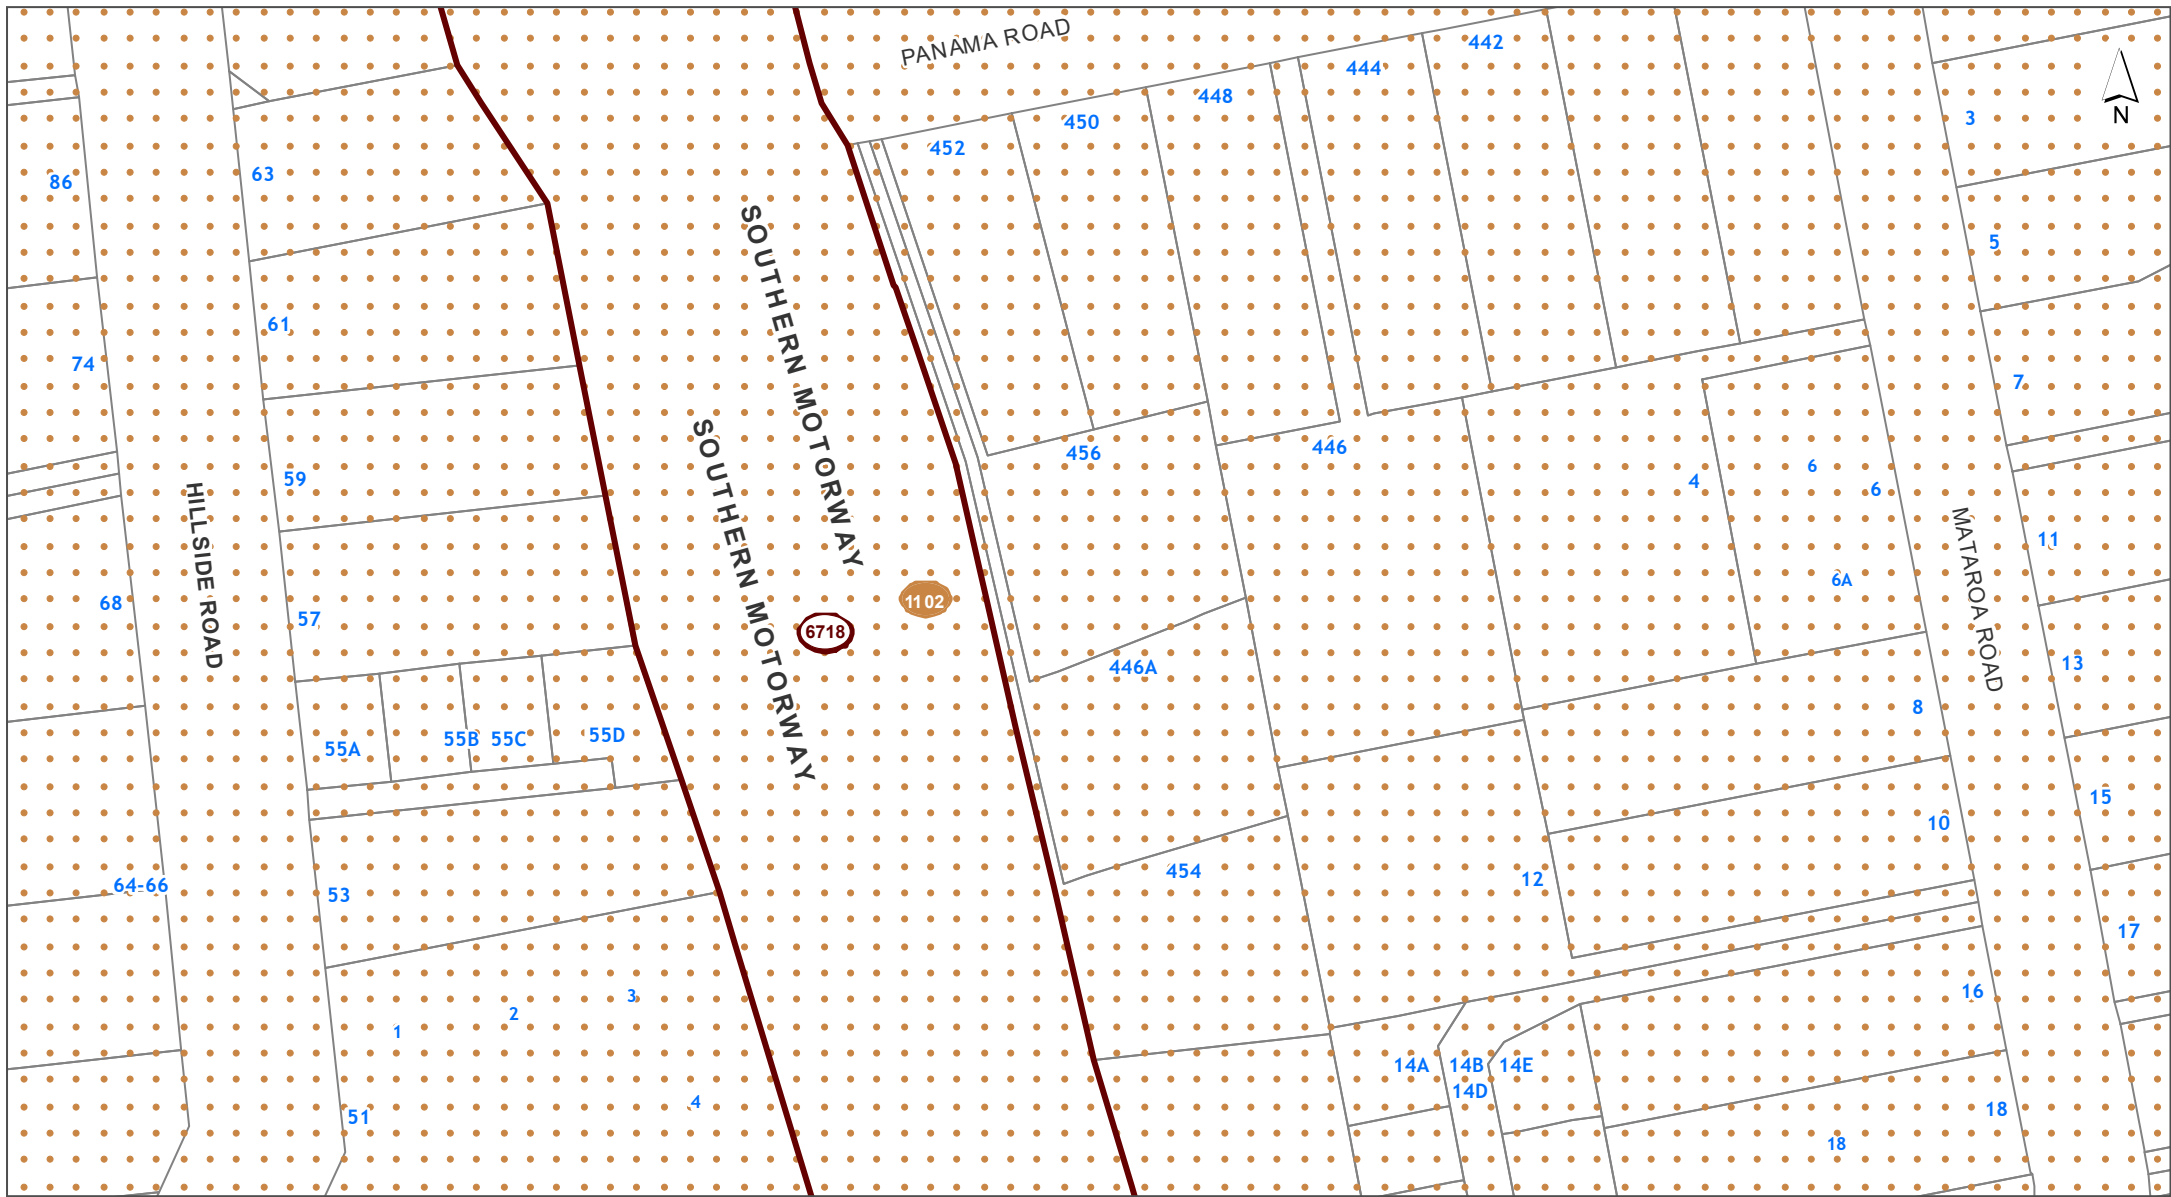 PANAMA ROAD
442
444
448
450
452
3
N
63
86
5
61
74
7
SOUTHERN MOTORWAY
SOUTHERN MOTORWAY
456
446
6
4
59
6
HILLSIDE ROAD
MATAROA ROAD
11
6A
1102
68
57
6718
446A
13
8
55A
55B
55C
55D
15
10
454
12
64-66
53
17
16
3
2
1
14A
14B
14E
14D
4
51
18
18